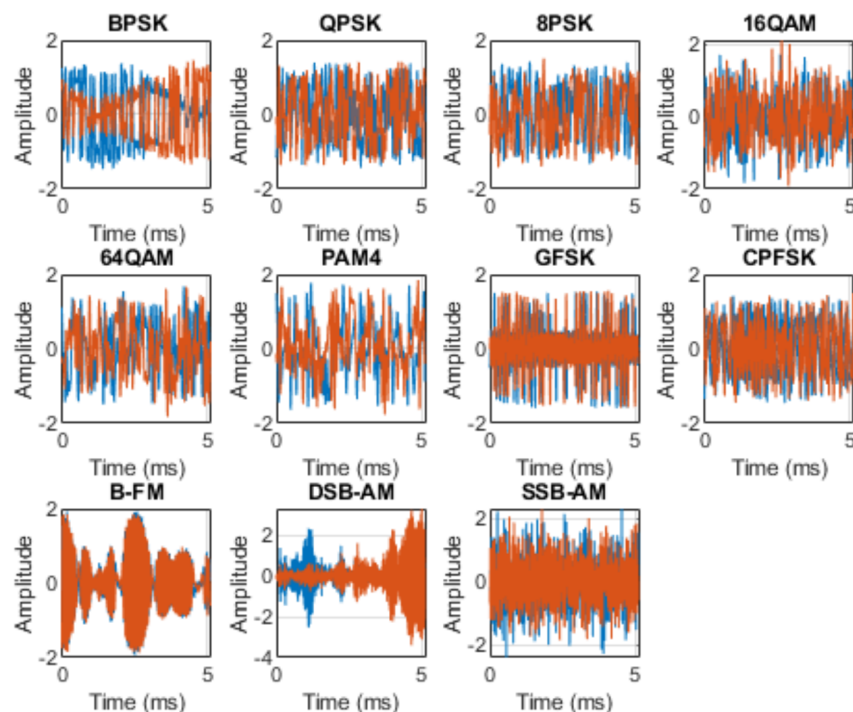 BPSK
2
0
-2
Amplitude
0 5
Time (ms)
QPSK
2
0
-2
Amplitude
0 5
Time (ms)
8PSK
2
0
-2
Amplitude
0 5
Time (ms)
16QAM
2
0
-2
Amplitude
0 5
Time (ms)
64QAM
2
0
-2
Amplitude
0 5
Time (ms)
PAM4
2
0
-2
Amplitude
0 5
Time (ms)
GFSK
2
0
-2
Amplitude
0 5
Time (ms)
CPFSK
2
0
-2
Amplitude
0 5
Time (ms)
B-FM
2
0
-2
Amplitude
0 5
Time (ms)
DSB-AM
2
0
-2
-4
Amplitude
0 5
Time (ms)
SSB-AM
2
0
-2
Amplitude
0 5
Time (ms)